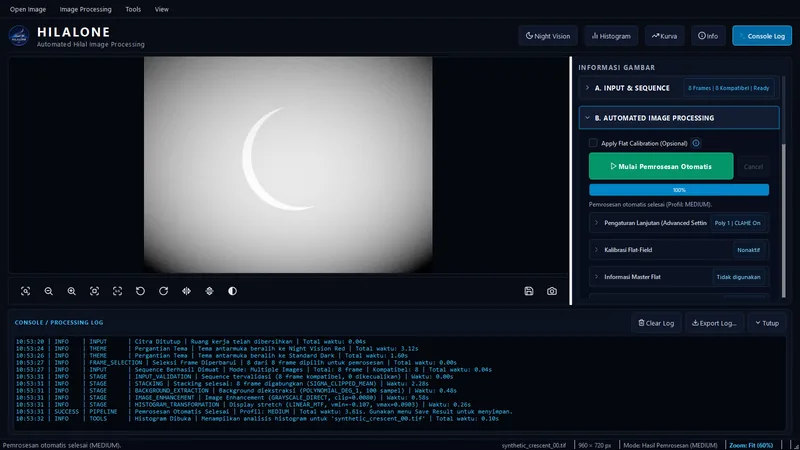 Open Image Image Processing Tools View
HILALONE
Automated Hilal Image Processing
Night Vision Histogram Kurva Info Console Log
INFORMASI GAMBAR
A. INPUT & SEQUENCE 8 Frames | 8 Kompatibel | Ready
B. AUTOMATED IMAGE PROCESSING
Apply Flat Calibration (Opsional)
Mulai Pemrosesan Otomatis Cancel
100%
Pemrosesan otomatis selesai (Profil: MEDIUM).
Pengaturan Lanjutan (Advanced Settin Poly 1 | CLAHE On
Kalibrasi Flat-Field Nonaktif
Informasi Master Flat Tidak digunakan
CONSOLE / PROCESSING LOG Clear Log Export Log... Tutup
10:53:20 | INFO | INPUT | Citra Ditutup | Ruang kerja telah dibersihkan | Total waktu: 0.04s
10:53:24 | INFO | THEME | Pergantian Tema | Tema antarmuka beralih ke Night Vision Red | Total waktu: 3.12s
10:53:26 | INFO | THEME | Pergantian Tema | Tema antarmuka beralih ke Standard Dark | Total waktu: 1.60s
10:53:27 | INFO | FRAME_SELECTION | Seleksi Frame Diperbarui | 8 dari 8 frame dipilih untuk pemrosesan | Total waktu: 0.00s
10:53:27 | INFO | INPUT | Sequence Berhasil Dimuat | Mode: Multiple Images | Total: 8 frame | Kompatibel: 8 | Total waktu: 0.04s
10:53:31 | INFO | STAGE | INPUT_VALIDATION | Sequence tervalidasi (8 frame kompatibel, 0 dikecualikan) | Waktu: 0.00s
10:53:31 | INFO | STAGE | STACKING | Stacking selesai: 8 frame digabungkan (SIGMA_CLIPPED_MEAN) | Waktu: 2.28s
10:53:31 | INFO | STAGE | BACKGROUND_EXTRACTION | Background diekstraksi (POLYNOMIAL_DEG_1, 100 sampel) | Waktu: 0.48s
10:53:31 | INFO | STAGE | IMAGE_ENHANCEMENT | Image Enhancement (GRAYSCALE_DIRECT, clip=0.0080) | Waktu: 0.58s
10:53:31 | INFO | STAGE | HISTOGRAM_TRANSFORMATION | Display stretch (LINEAR_MTF, vmin=-0.107, vmax=0.0903) | Waktu: 0.26s
10:53:32 | SUCCESS | PIPELINE | Pemrosesan Otomatis Selesai | Profil: MEDIUM | Total waktu: 3.61s. Gunakan menu Save Result untuk menyimpan.
10:53:32 | INFO | TOOLS | Histogram Dibuka | Menampilkan analisis histogram untuk 'synthetic_crescent_00.tif' | Total waktu: 0.10s
Pemrosesan otomatis selesai (MEDIUM). synthetic_crescent_00.tif 960 × 720 px Mode: Hasil Pemrosesan (MEDIUM) Zoom: Fit (60%)